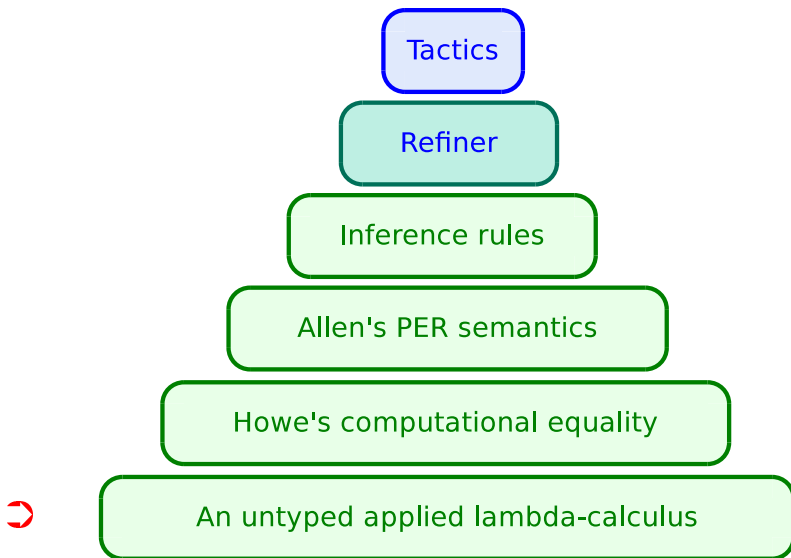 Tactics
Refiner
Inference rules
Allen's PER semantics
Howe's computational equality
An untyped applied lambda-calculus